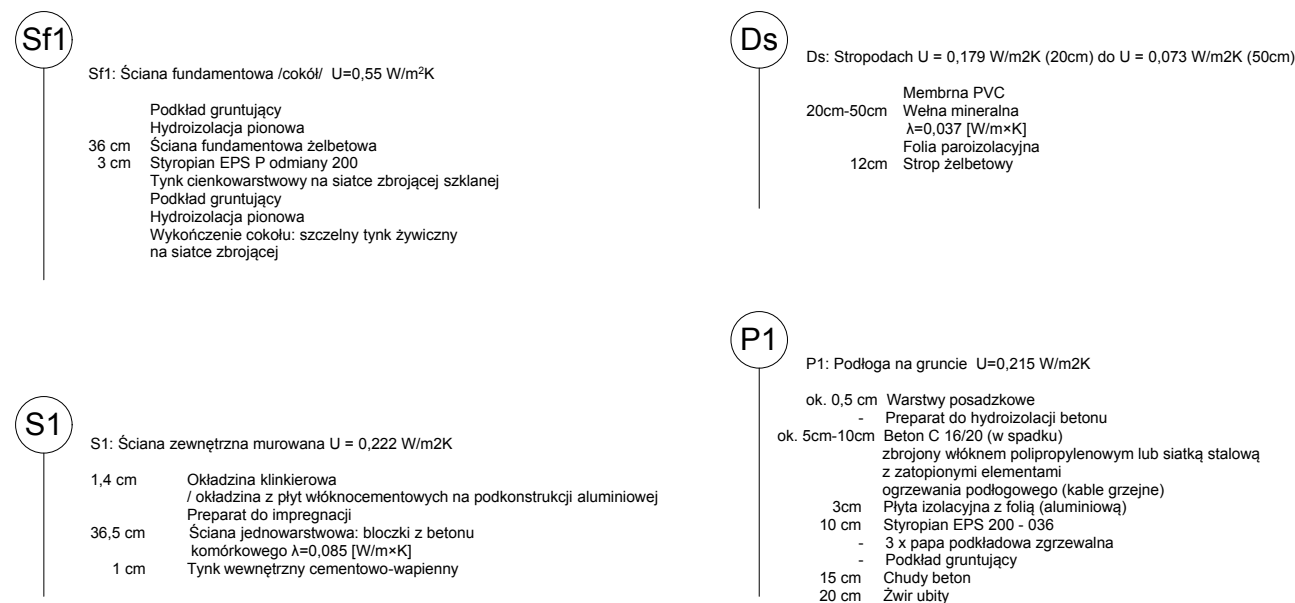 Sf1
Sf1: Ściana fundamentowa /cokół/ U=0,55 W/m²K
Podkład gruntujący
Hydroizolacja pionowa
36 cm Ściana fundamentowa żelbetowa
3 cm Styropian EPS P odmiany 200
Tynk cienkowarstwowy na siatce zbrojącej szklanej
Podkład gruntujący
Hydroizolacja pionowa
Wykończenie cokołu: szczelny tynk żywiczny
na siatce zbrojącej
Ds
Ds: Stropodach U = 0,179 W/m2K (20cm) do U = 0,073 W/m2K (50cm)
Membrna PVC
20cm-50cm Wełna mineralna
λ=0,037 [W/m×K]
Folia paroizolacyjna
12cm Strop żelbetowy
S1
S1: Ściana zewnętrzna murowana U = 0,222 W/m2K
1,4 cm Okładzina klinkierowa
/ okładzina z płyt włóknocementowych na podkonstrukcji aluminiowej
Preparat do impregnacji
36,5 cm Ściana jednowarstwowa: bloczki z betonu
komórkowego λ=0,085 [W/m×K]
1 cm Tynk wewnętrzny cementowo-wapienny
P1
P1: Podłoga na gruncie U=0,215 W/m2K
ok. 0,5 cm Warstwy posadzkowe
- Preparat do hydroizolacji betonu
ok. 5cm-10cm Beton C 16/20 (w spadku)
zbrojony włóknem polipropylenowym lub siatką stalową
z zatopionymi elementami
ogrzewania podłogowego (kable grzejne)
3cm Płyta izolacyjna z folią (aluminiową)
10 cm Styropian EPS 200 - 036
- 3 x papa podkładowa zgrzewalna
- Podkład gruntujący
15 cm Chudy beton
20 cm Żwir ubity